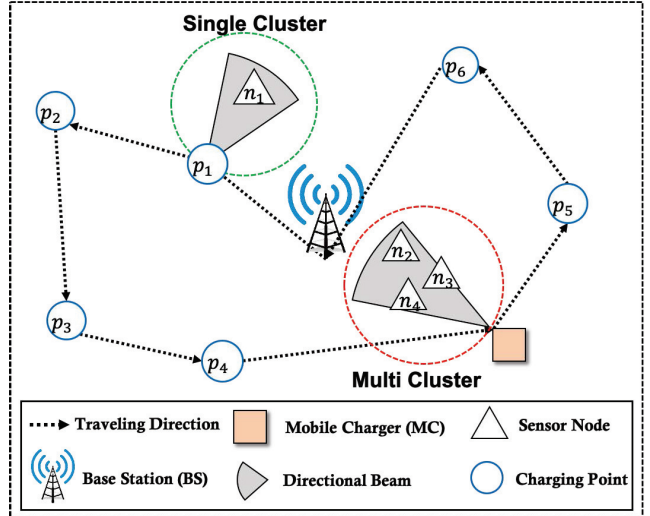 Single Cluster
n1
p6
p2
p1
p5
n2
n3
n4
p3
p4
Multi Cluster
Traveling Direction
Mobile Charger (MC)
Sensor Node
Base Station (BS)
Directional Beam
Charging Point